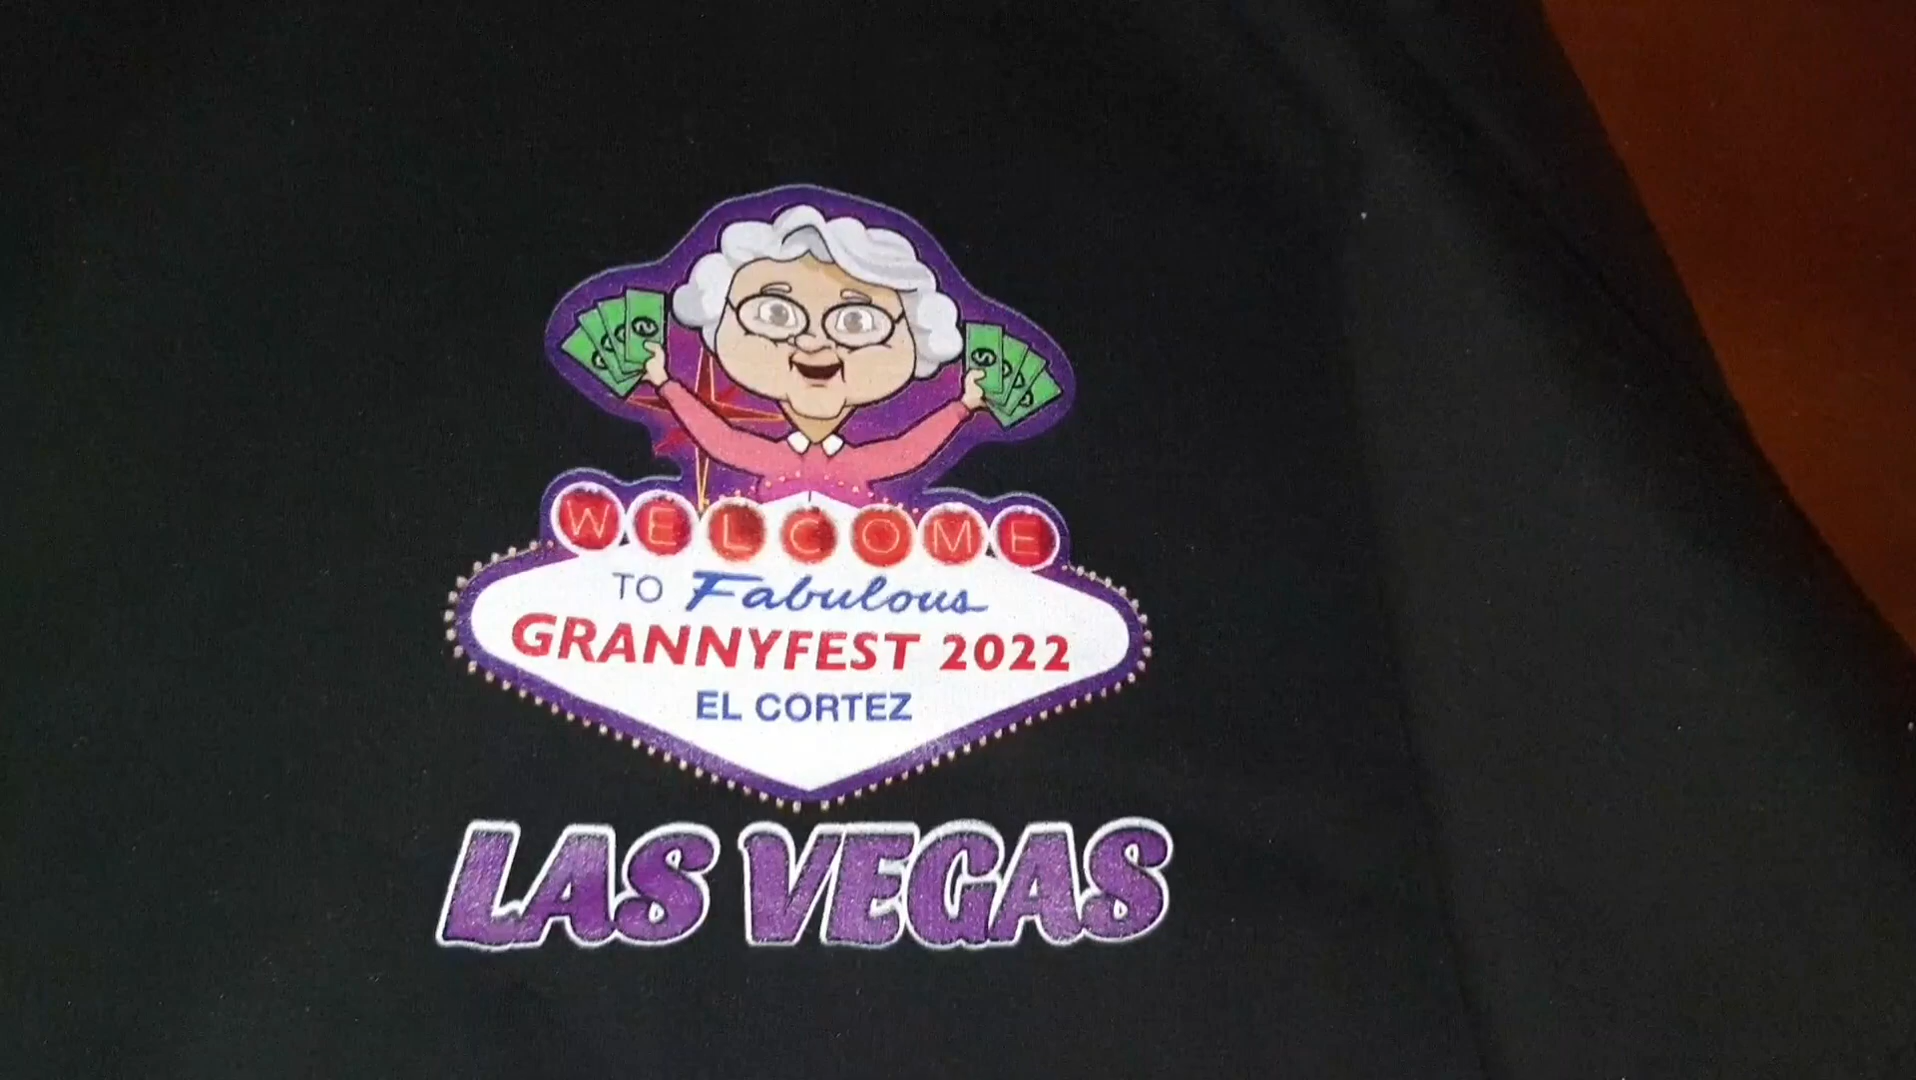 WELCOME
TO Fabulous
GRANNYFEST 2022
EL CORTEZ
LAS VEGAS